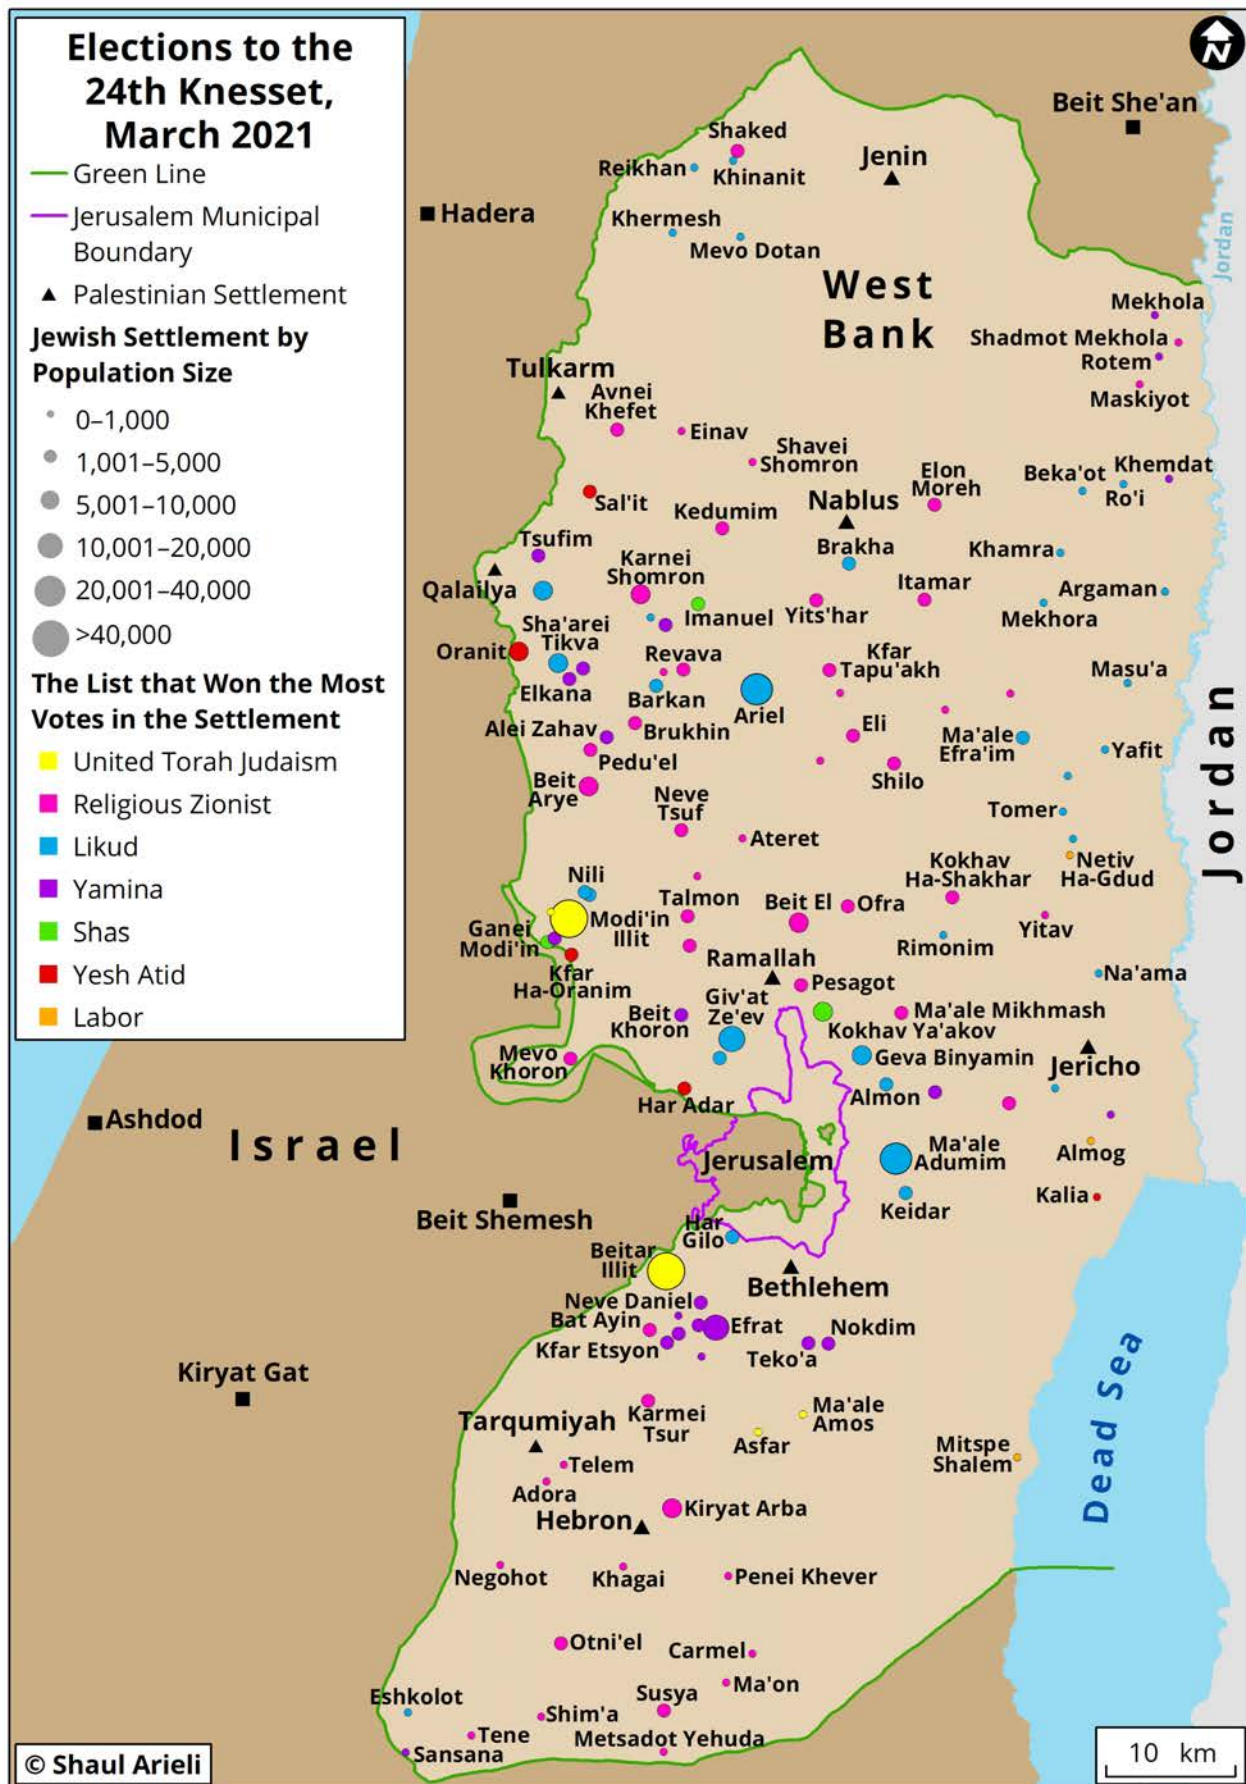 Elections to the
24th Knesset,
March 2021
Green Line
Jerusalem Municipal
Boundary
Palestinian Settlement
Jewish Settlement by
Population Size
0–1,000
1,001–5,000
5,001–10,000
10,001–20,000
20,001–40,000
>40,000
The List that Won the Most
Votes in the Settlement
United Torah Judaism
Religious Zionist
Likud
Yamina
Shas
Yesh Atid
Labor
N
Beit She'an
Shaked
Jenin
Reikhan
Khinanit
Hadera
Khermesh
Mevo Dotan
Jordan
West
Bank
Mekhola
Shadmot Mekhola
Rotem
Maskiyot
Tulkarm
Avnei
Khefet
Einav
Shavei
Shomron
Elon
Moreh
Beka'ot
Khemdat
Ro'i
Sal'it
Kedumim
Nablus
Tsufim
Brakha
Khamra
Karnei
Shomron
Qalailya
Itamar
Argaman
Imanuel
Yits'har
Mekhora
Sha'arei
Tikva
Oranit
Revava
Kfar
Tapu'akh
Masu'a
Elkana
Barkan
Ariel
Alei Zahav
Brukhin
Eli
Ma'ale
Efra'im
Yafit
Pedu'el
Shilo
Beit
Arye
Neve
Tsuf
Tomer
Ateret
Jordan
Netiv
Ha-Gdud
Kokhav
Ha-Shakhar
Nili
Talmon
Beit El
Ofra
Yitav
Modi'in
Illit
Ganei
Modi'in
Rimonim
Ramallah
Na'ama
Kfar
Ha-Oranim
Pesagot
Giv'at
Ze'ev
Beit
Khoron
Ma'ale Mikhmash
Kokhav Ya'akov
Mevo
Khoron
Geva Binyamin
Jericho
Har Adar
Almon
Ashdod
Israel
Jerusalem
Ma'ale
Adumim
Almog
Kalia
Beit Shemesh
Keidar
Har
Gilo
Beitar
Illit
Bethlehem
Neve Daniel
Bat Ayin
Efrat
Nokdim
Kfar Etsyon
Teko'a
Kiryat Gat
Dead Sea
Tarqumiyah
Karmei
Tsur
Ma'ale
Amos
Asfar
Mitspe
Shalem
Telem
Adora
Kiryat Arba
Hebron
Negohot
Khagai
Penei Khever
Otni'el
Carmel
Ma'on
Eshkolot
Susya
Shim'a
Tene
Metsadot Yehuda
Sansana
© Shaul Arieli
10 km